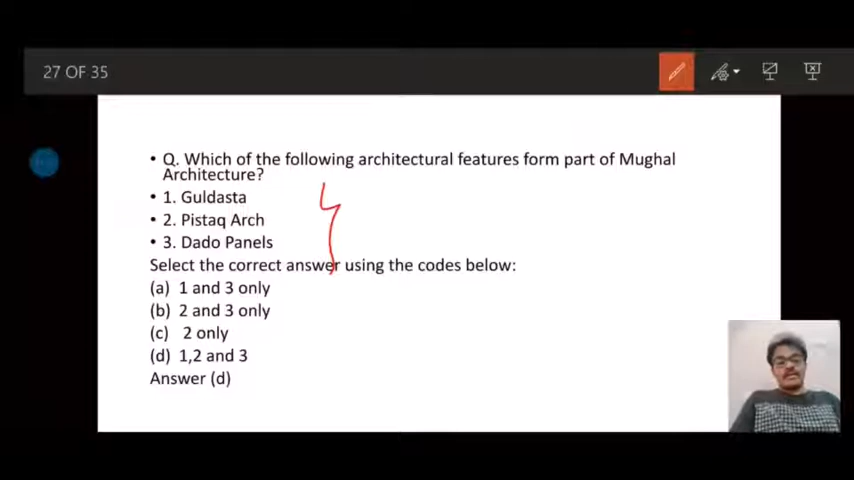 27 OF 35
• Q. Which of the following architectural features form part of Mughal
Architecture?
• 1. Guldasta
• 2. Pistaq Arch
• 3. Dado Panels
Select the correct answer using the codes below:
(a) 1 and 3 only
(b) 2 and 3 only
(c) 2 only
(d) 1,2 and 3
Answer (d)